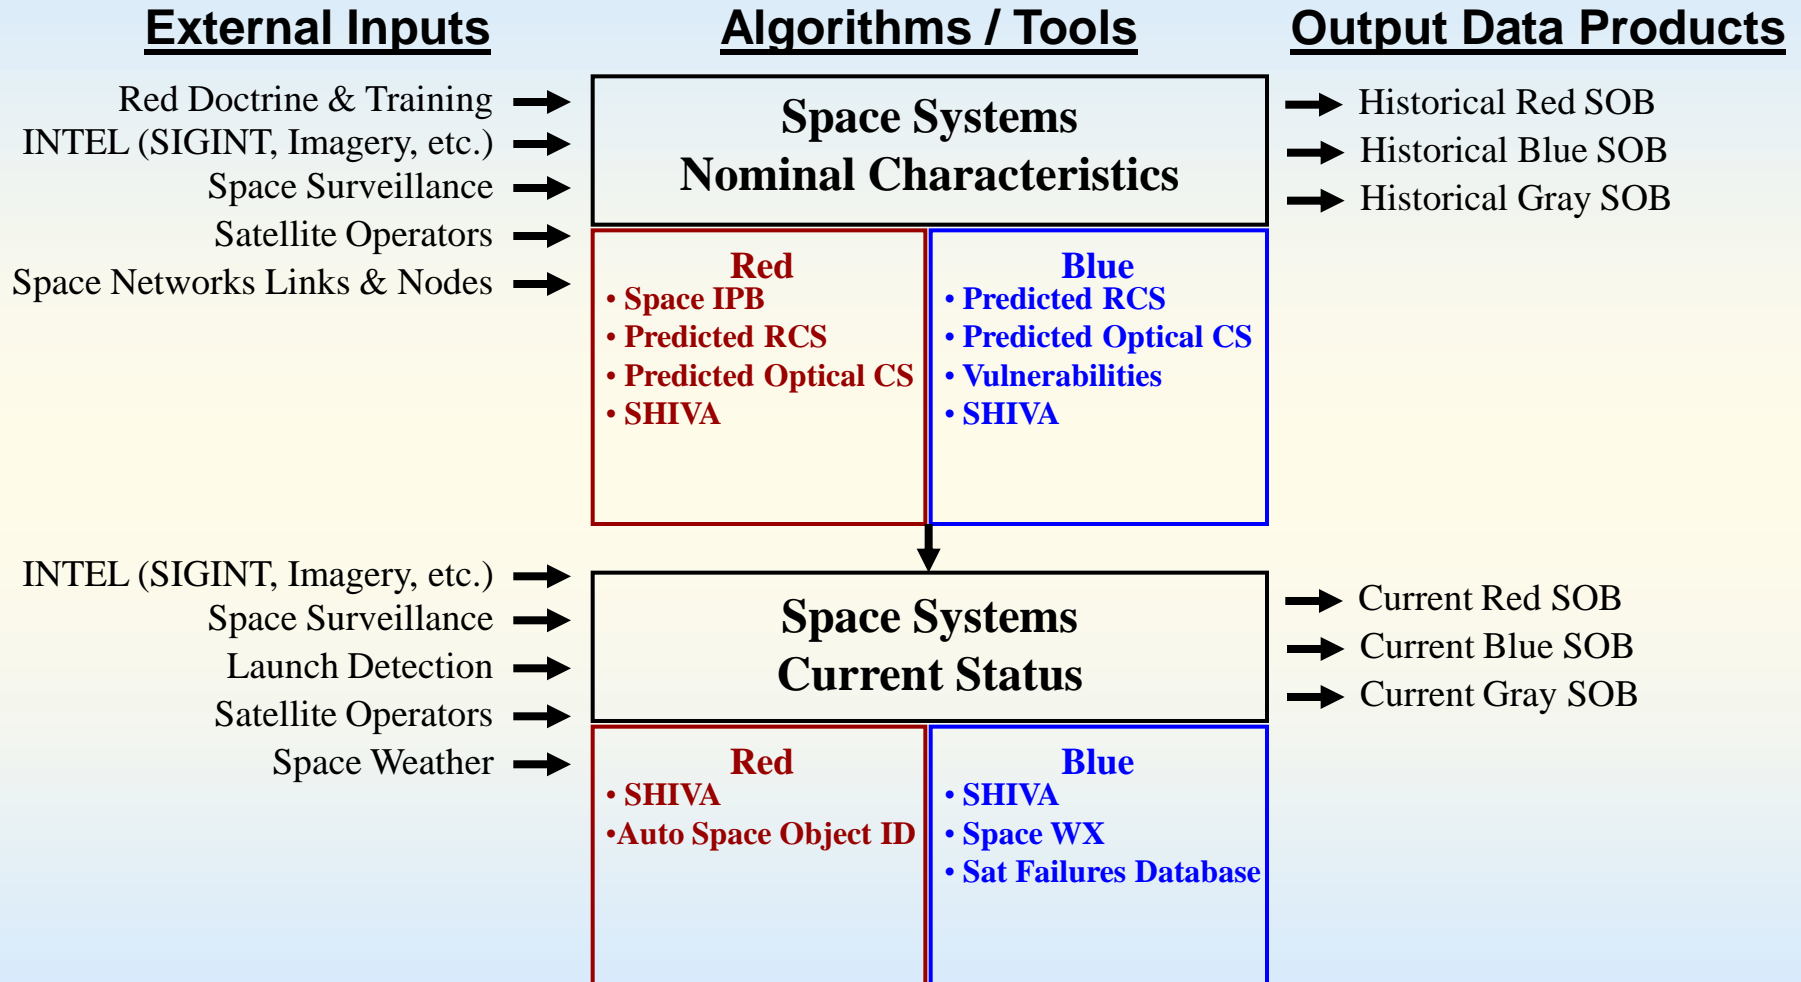 External Inputs
Algorithms / Tools
Output Data Products
Red Doctrine & Training
INTEL (SIGINT, Imagery, etc.)
Space Surveillance
Satellite Operators
Space Networks Links & Nodes
Space Systems
Nominal Characteristics
Historical Red SOB
Historical Blue SOB
Historical Gray SOB
Red
• Space IPB
• Predicted RCS
• Predicted Optical CS
• SHIVA
Blue
• Predicted RCS
• Predicted Optical CS
• Vulnerabilities
• SHIVA
INTEL (SIGINT, Imagery, etc.)
Space Surveillance
Launch Detection
Satellite Operators
Space Weather
Space Systems
Current Status
Current Red SOB
Current Blue SOB
Current Gray SOB
Red
• SHIVA
•Auto Space Object ID
Blue
• SHIVA
• Space WX
• Sat Failures Database